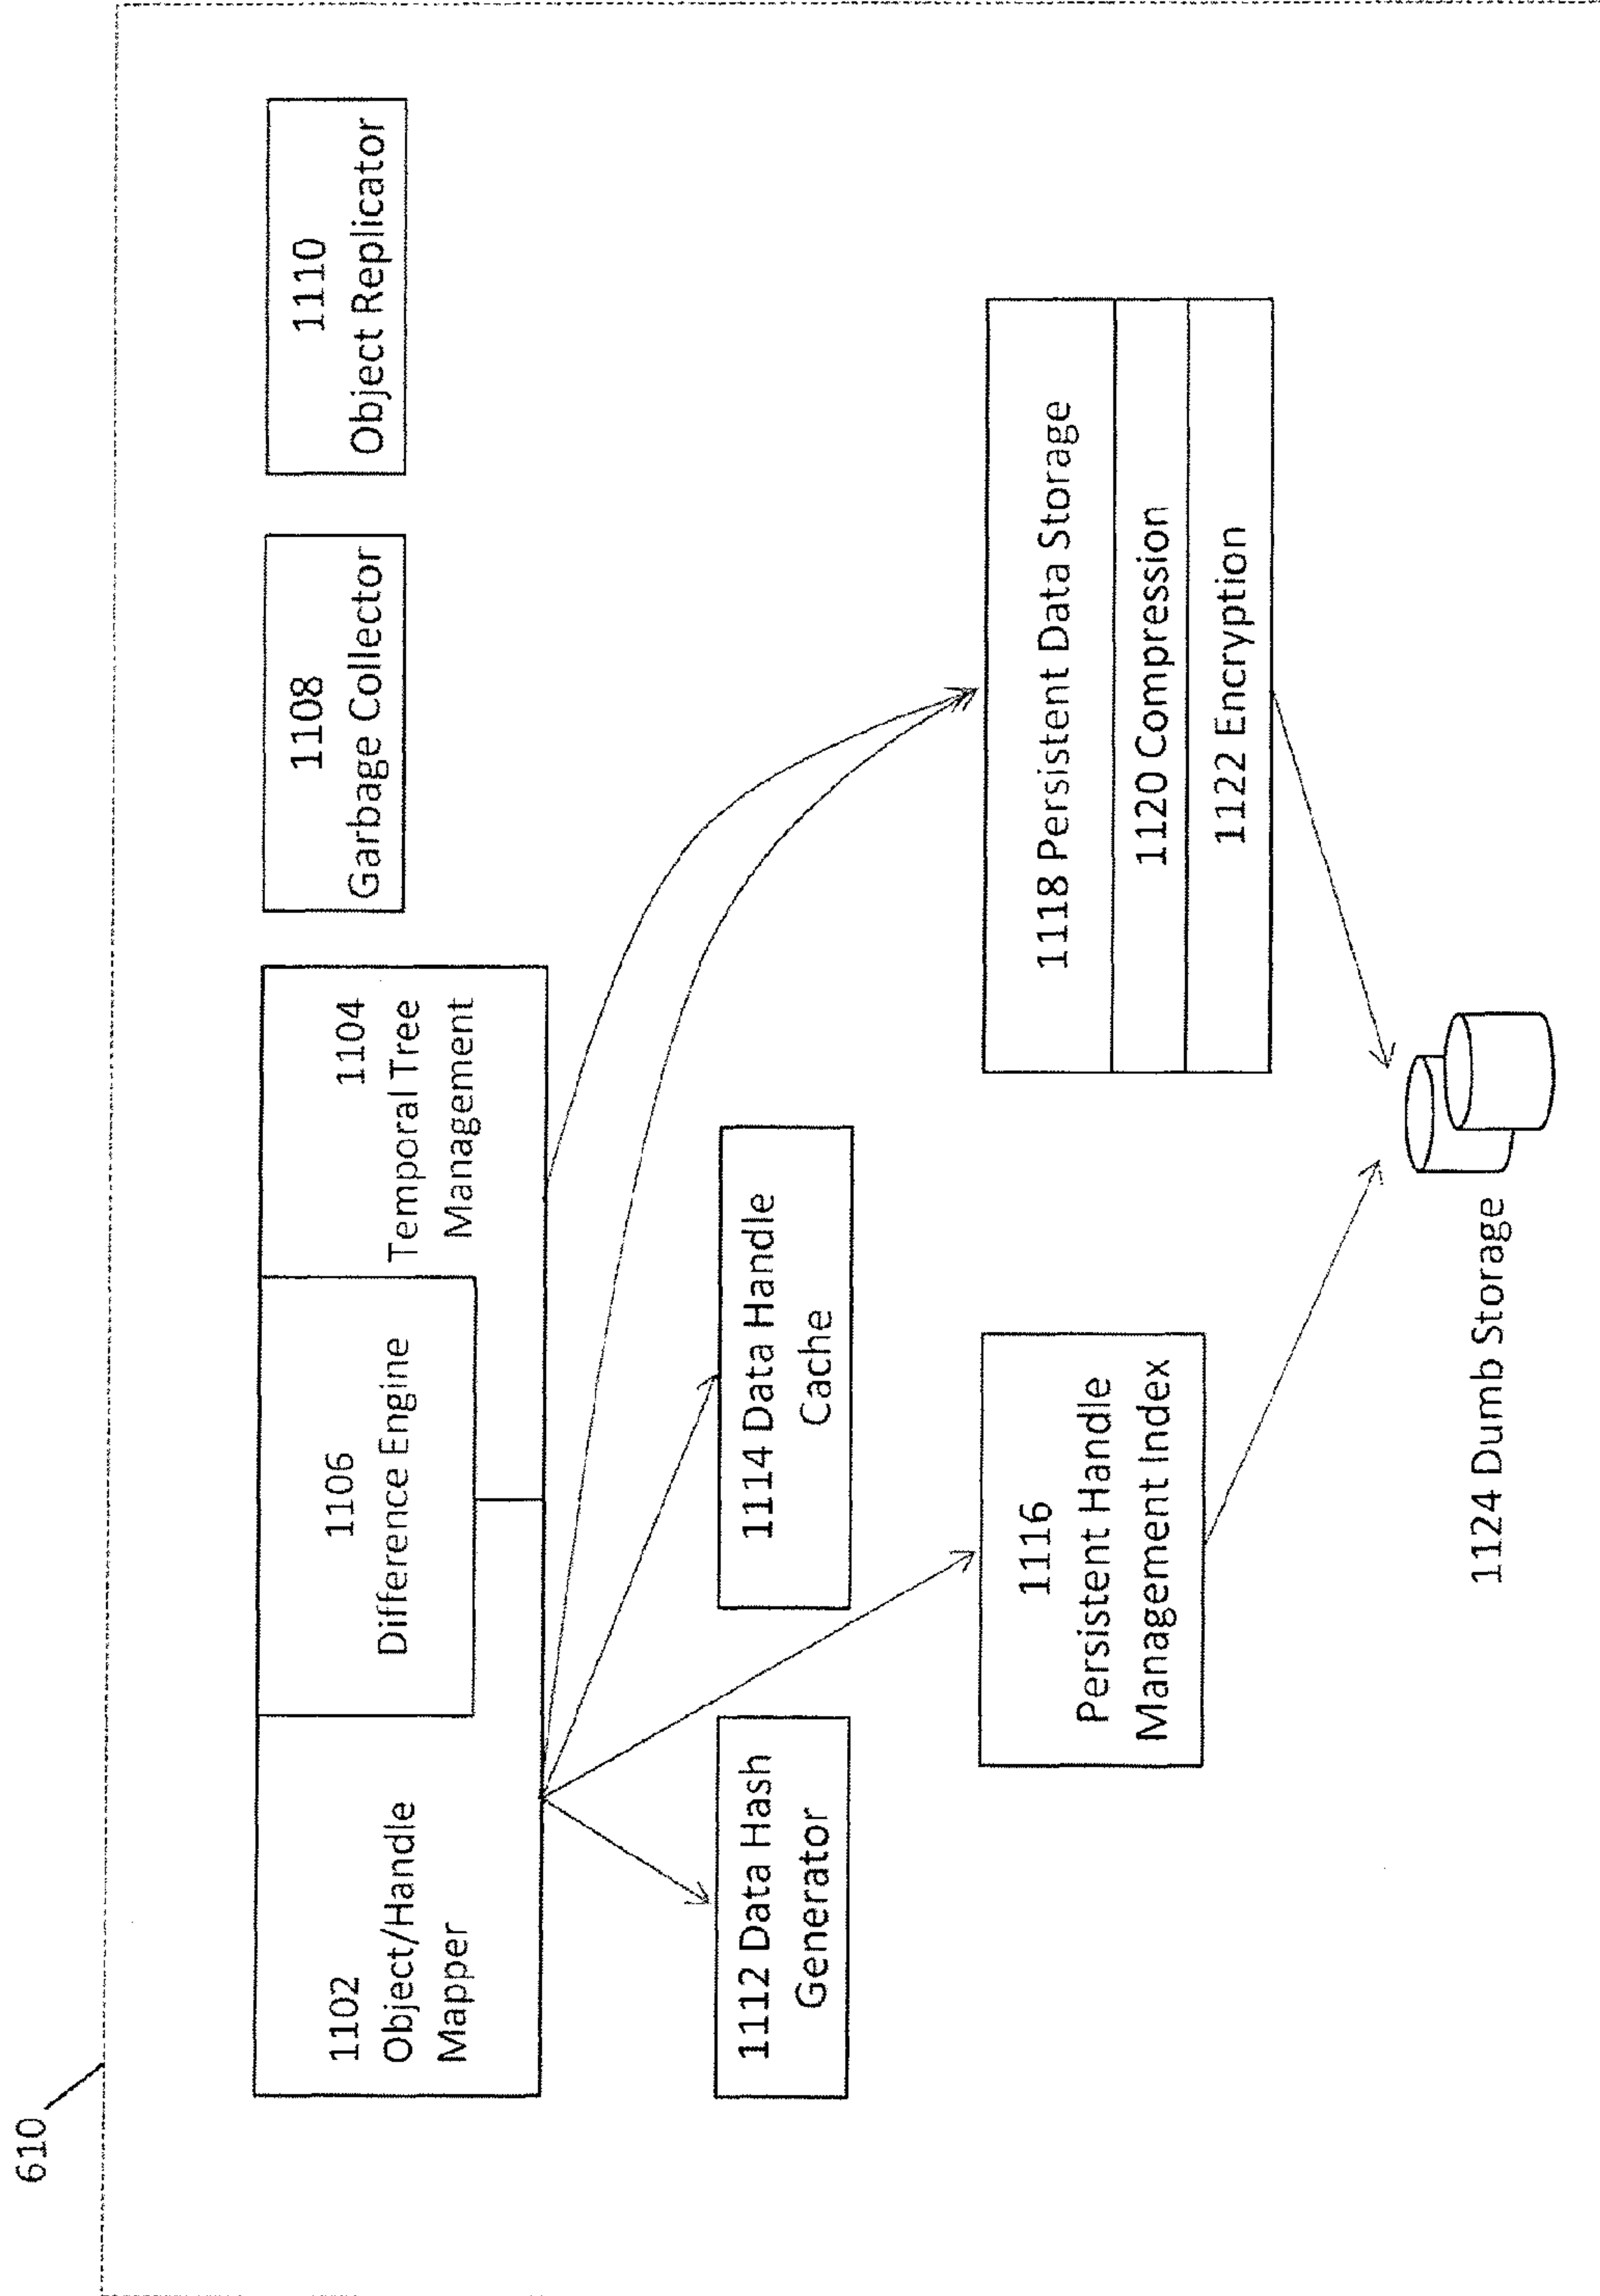 610
1102
Object/Handle
Mapper
1106
Difference Engine
1104
Temporal Tree
Management
1108
Garbage Collector
1110
Object Replicator
1112 Data Hash
Generator
1114 Data Handle
Cache
1116
Persistent Handle
Management Index
1118 Persistent Data Storage
1120 Compression
1122 Encryption
1124 Dumb Storage